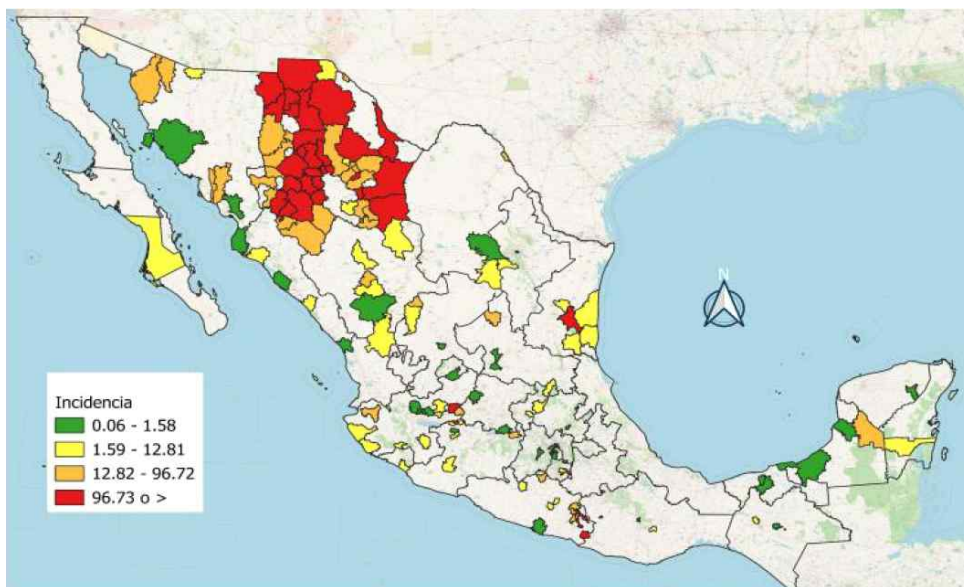 N
Incidencia
0.06 - 1.58
1.59 - 12.81
12.82 - 96.72
96.73 o >